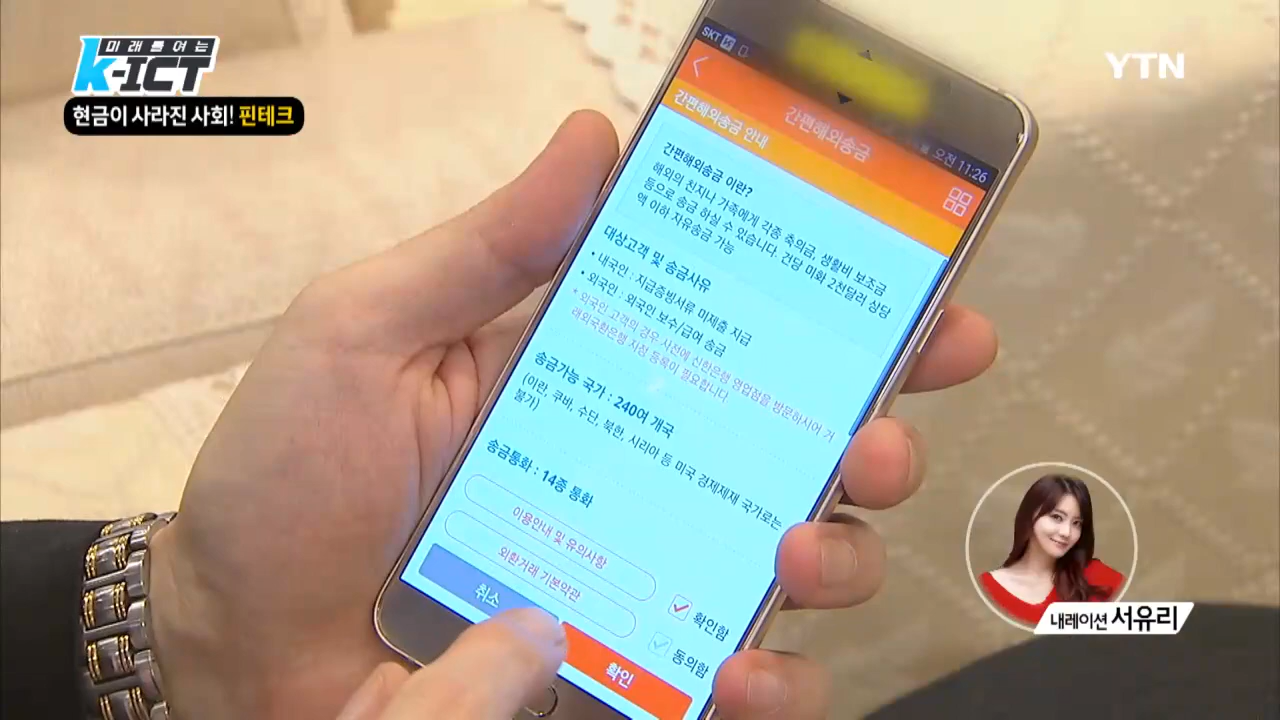 미래를여는
K-ICT
현금이 사라진 사회! 핀테크
YTN
SKT
오전 11:26
간편해외송금
간편해외송금 안내
간편해외송금 이란?
해외의 친지나 가족에게 각종 축의금, 생활비 보조금
등으로 송금 하실 수 있습니다. 건당 미화 2천달러 상당
액 이하 자유송금 가능
대상고객 및 송금사유
• 내국인 : 지급증빙서류 미제출 지급
• 외국인 : 외국인 보수/급여 송금
* 외국인 고객의 경우 사전에 신한은행 영업점을 방문하시어 거
래외국환은행 지정 등록이 필요합니다
송금가능 국가 : 240여 개국
(이란, 쿠바, 수단, 북한, 시리아 등 미국 경제제재 국가로는
불가)
송금통화 : 14종 통화
이용안내 및 유의사항
확인함
외환거래 기본약관
동의함
취소
확인
내레이션 서유리